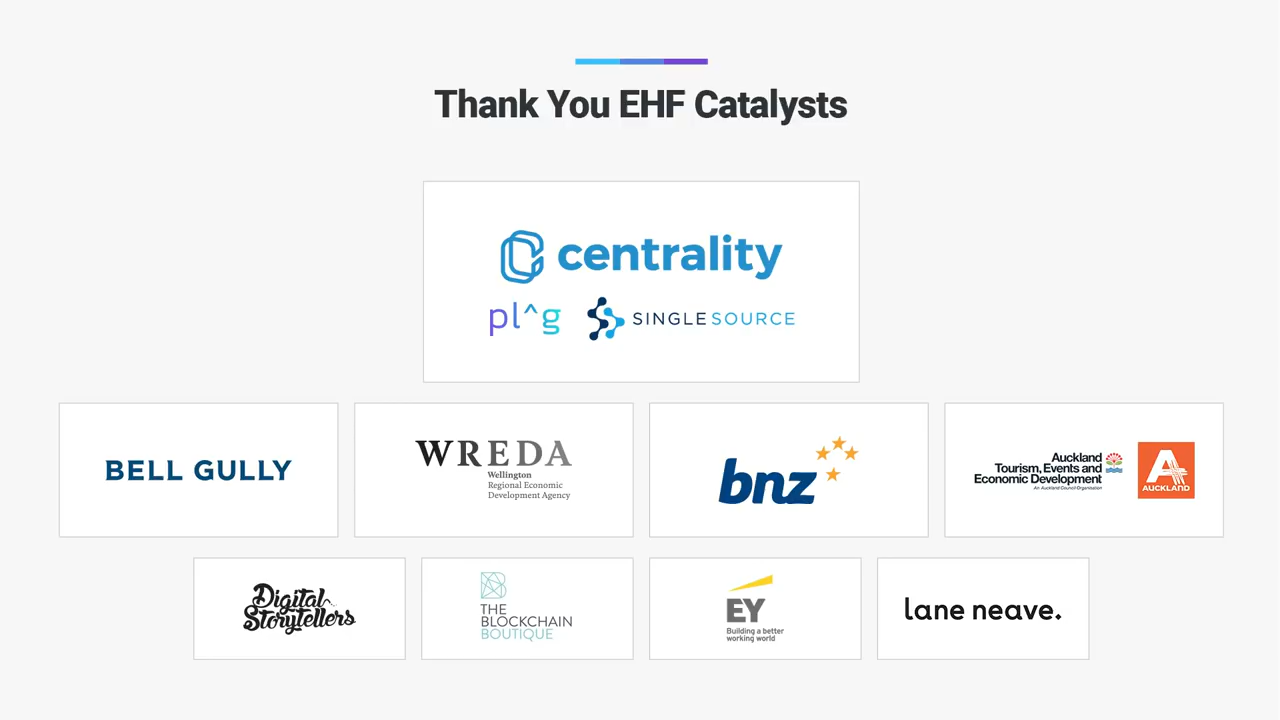 Thank You EHF Catalysts
centrality
pl^g
SINGLESOURCE
BELL GULLY
WREDA
Wellington
Regional Economic
Development Agency
bnz
Auckland
Tourism, Events and
Economic Development
An Auckland Council Organisation
AUCKLAND
Digital
Storytellers
THE
BLOCKCHAIN
BOUTIQUE
EY
Building a better
working world
lane neave.